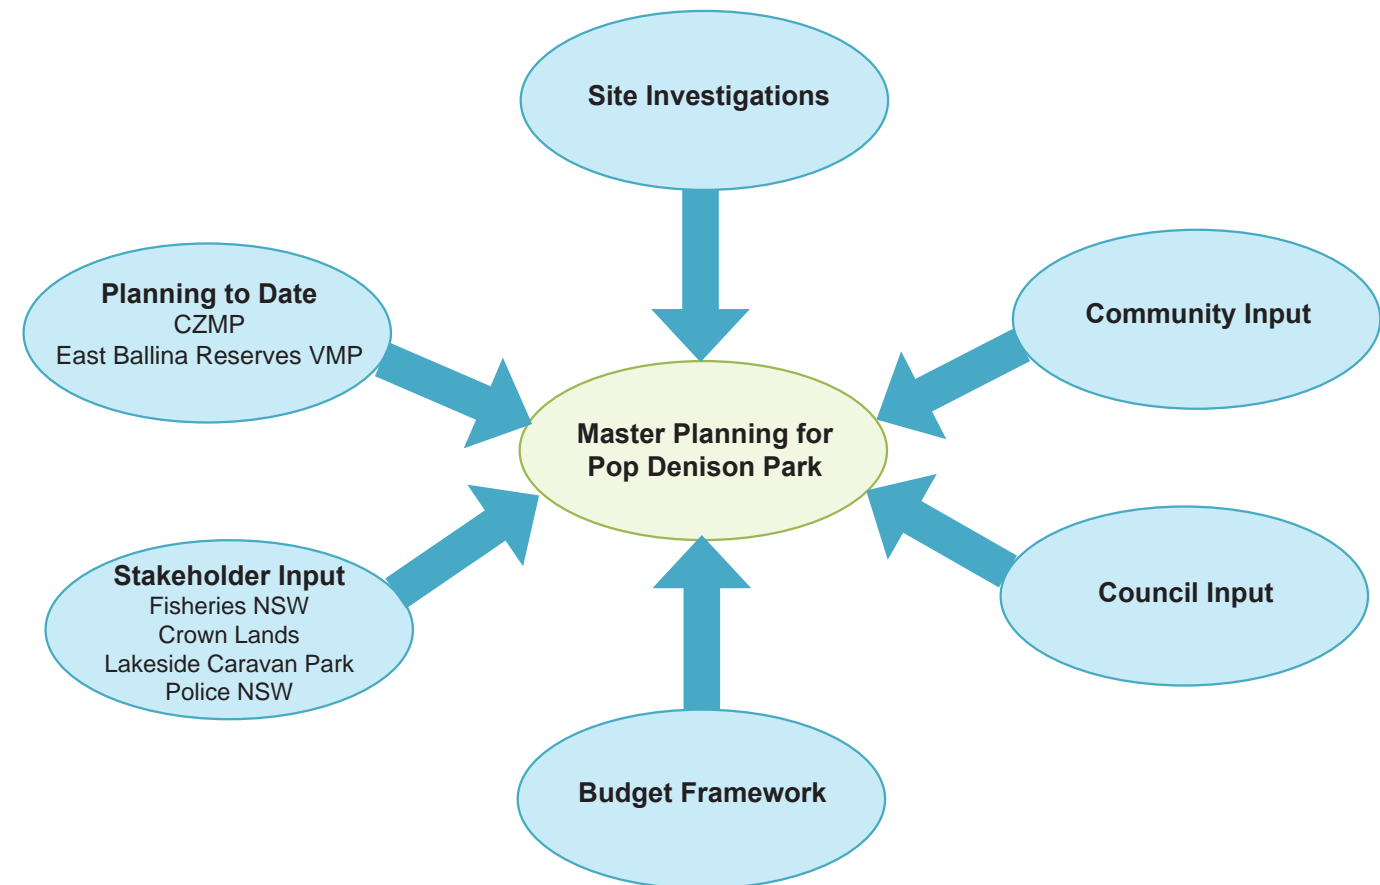 Site Investigations
Planning to Date
CZMP
East Ballina Reserves VMP
Community Input
Master Planning for
Pop Denison Park
Stakeholder Input
Fisheries NSW
Crown Lands
Lakeside Caravan Park
Police NSW
Council Input
Budget Framework